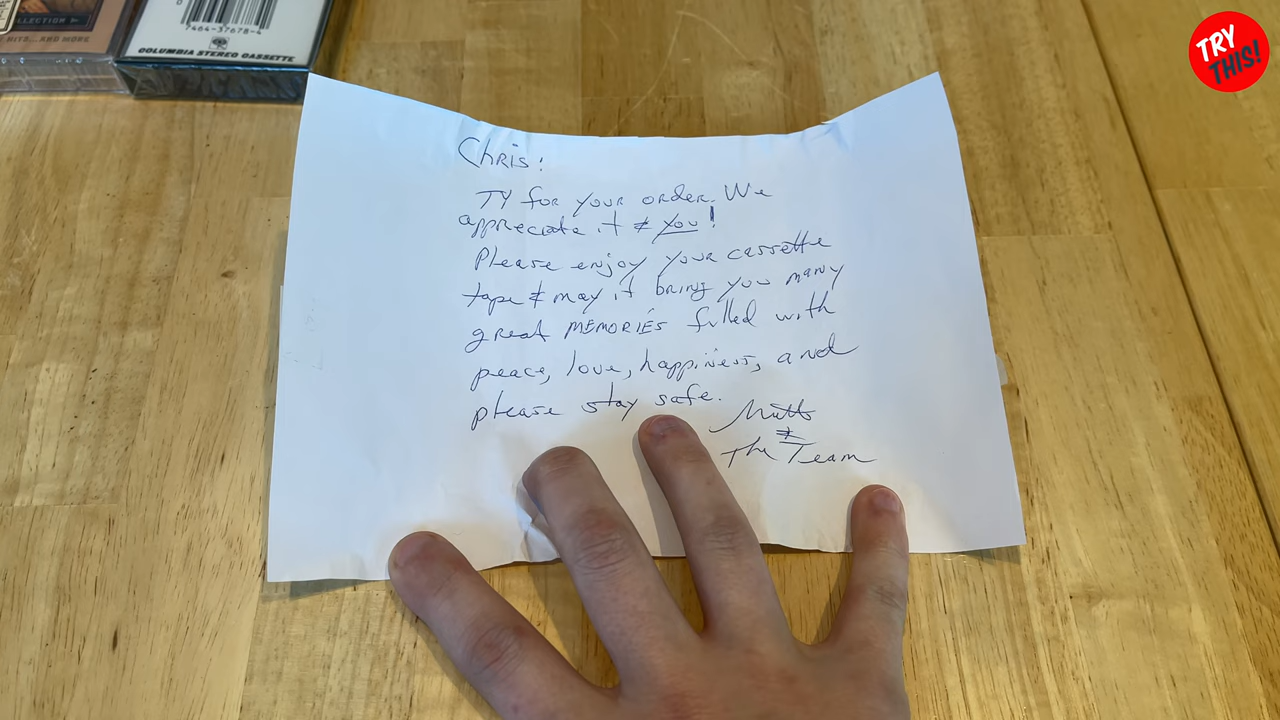 COLLECTION
HITS...AND MORE
7464-37678-4
COLUMBIA STEREO CASSETTE
TRY
THIS!
Chris:
TY for your order. We
appreciate it & you!
Please enjoy your cassette
tape & may it bring you many
great MEMORIES filled with
peace, love, happiness, and
please stay safe.
&
The Team